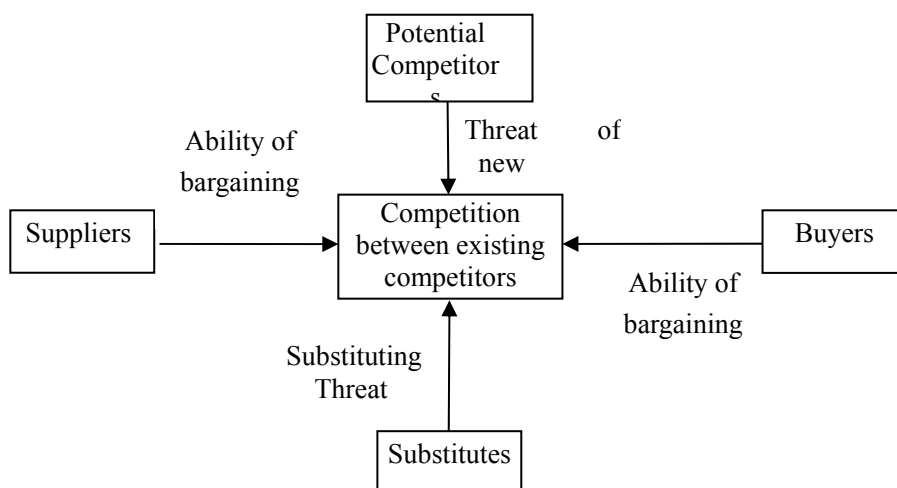 Potential
Competitor
s
Threat of
new
Ability of
bargaining
Suppliers
Competition
between existing
competitors
Buyers
Ability of
bargaining
Substituting
Threat
Substitutes